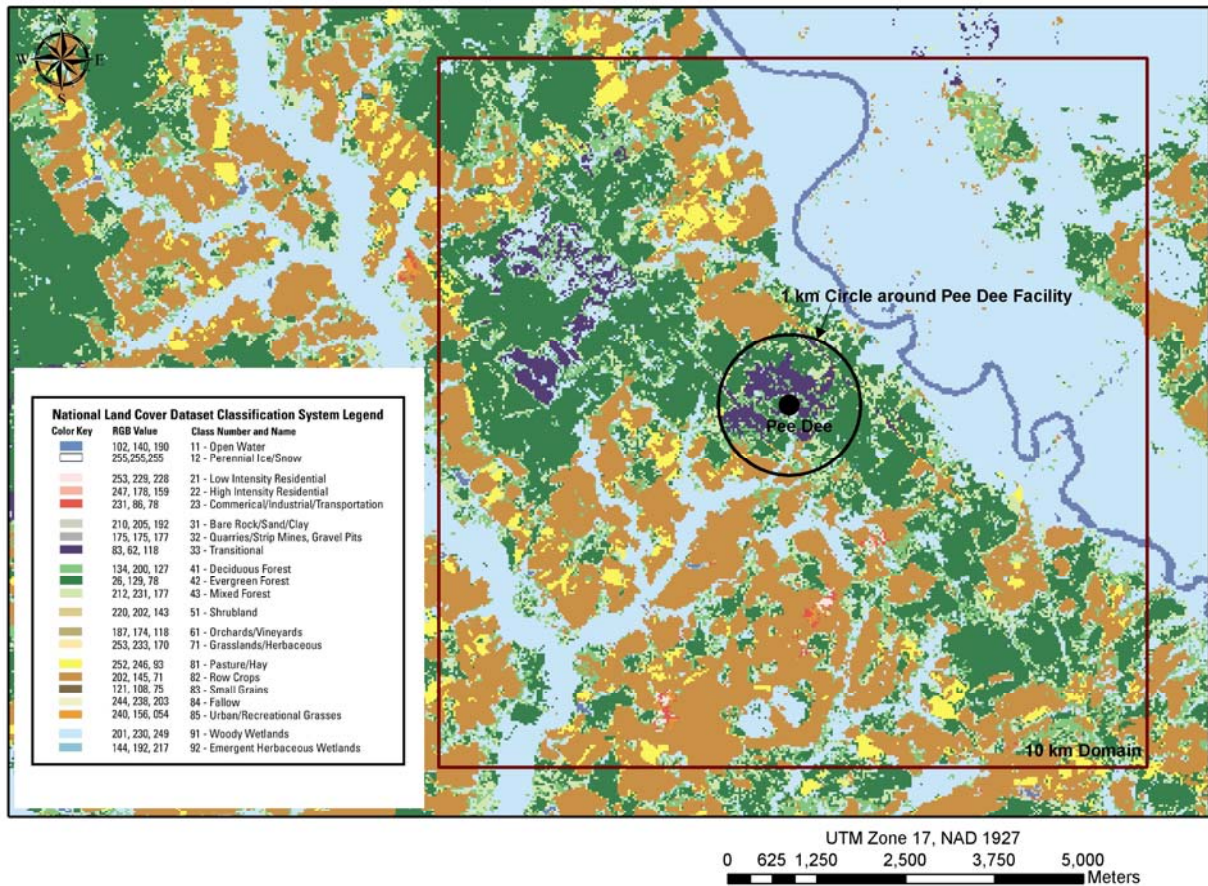 N
W E
S
1 km Circle around Pee Dee Facility
Pee Dee
10 km Domain
National Land Cover Dataset Classification System Legend
Color Key RGB Value Class Number and Name
102, 140, 190 11 - Open Water
255,255,255 12 - Perennial Ice/Snow
253, 229, 228 21 - Low Intensity Residential
247, 178, 159 22 - High Intensity Residential
231, 86, 78 23 - Commerical/Industrial/Transportation
210, 205, 192 31 - Bare Rock/Sand/Clay
175, 175, 177 32 - Quarries/Strip Mines, Gravel Pits
83, 62, 118 33 - Transitional
134, 200, 127 41 - Deciduous Forest
26, 129, 78 42 - Evergreen Forest
212, 231, 177 43 - Mixed Forest
220, 202, 143 51 - Shrubland
187, 174, 118 61 - Orchards/Vineyards
253, 233, 170 71 - Grasslands/Herbaceous
252, 246, 93 81 - Pasture/Hay
202, 145, 71 82 - Row Crops
121, 108, 75 83 - Small Grains
244, 238, 203 84 - Fallow
240, 156, 054 85 - Urban/Recreational Grasses
201, 230, 249 91 - Woody Wetlands
144, 192, 217 92 - Emergent Herbaceous Wetlands
UTM Zone 17, NAD 1927
0 625 1,250 2,500 3,750 5,000
Meters